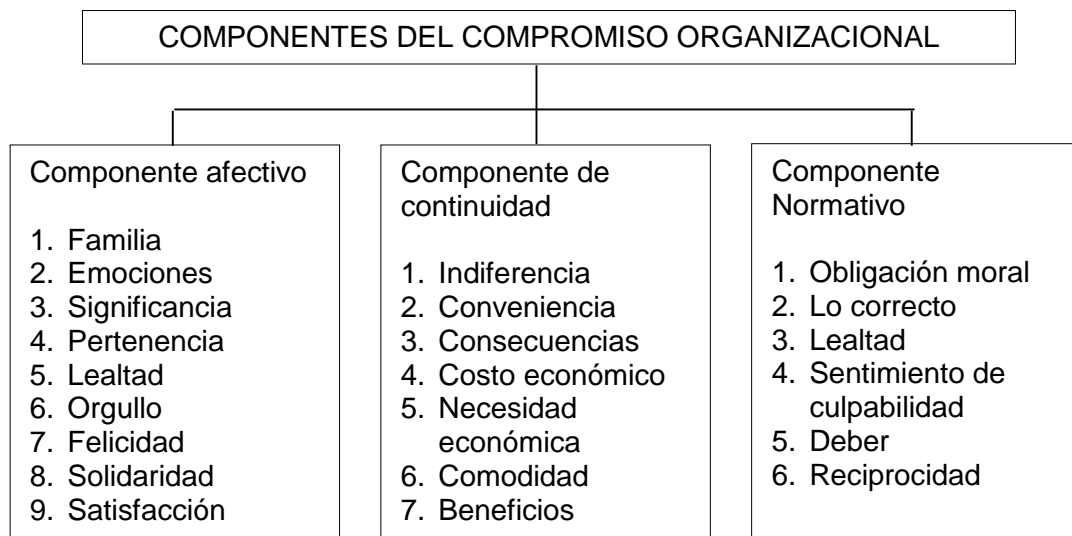 COMPONENTES DEL COMPROMISO ORGANIZACIONAL
Componente afectivo
1. Familia
2. Emociones
3. Significancia
4. Pertenencia
5. Lealtad
6. Orgullo
7. Felicidad
8. Solidaridad
9. Satisfacción
Componente de
continuidad
1. Indiferencia
2. Conveniencia
3. Consecuencias
4. Costo económico
5. Necesidad
económica
6. Comodidad
7. Beneficios
Componente
Normativo
1. Obligación moral
2. Lo correcto
3. Lealtad
4. Sentimiento de
culpabilidad
5. Deber
6. Reciprocidad